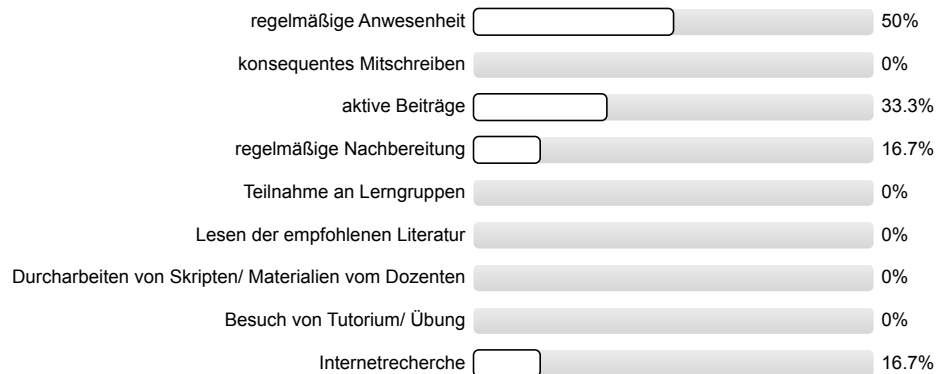 regelmäßige Anwesenheit 50%
konsequentes Mitschreiben 0%
aktive Beiträge 33.3%
regelmäßige Nachbereitung 16.7%
Teilnahme an Lerngruppen 0%
Lesen der empfohlenen Literatur 0%
Durcharbeiten von Skripten/ Materialien vom Dozenten 0%
Besuch von Tutorium/ Übung 0%
Internetrecherche 16.7%